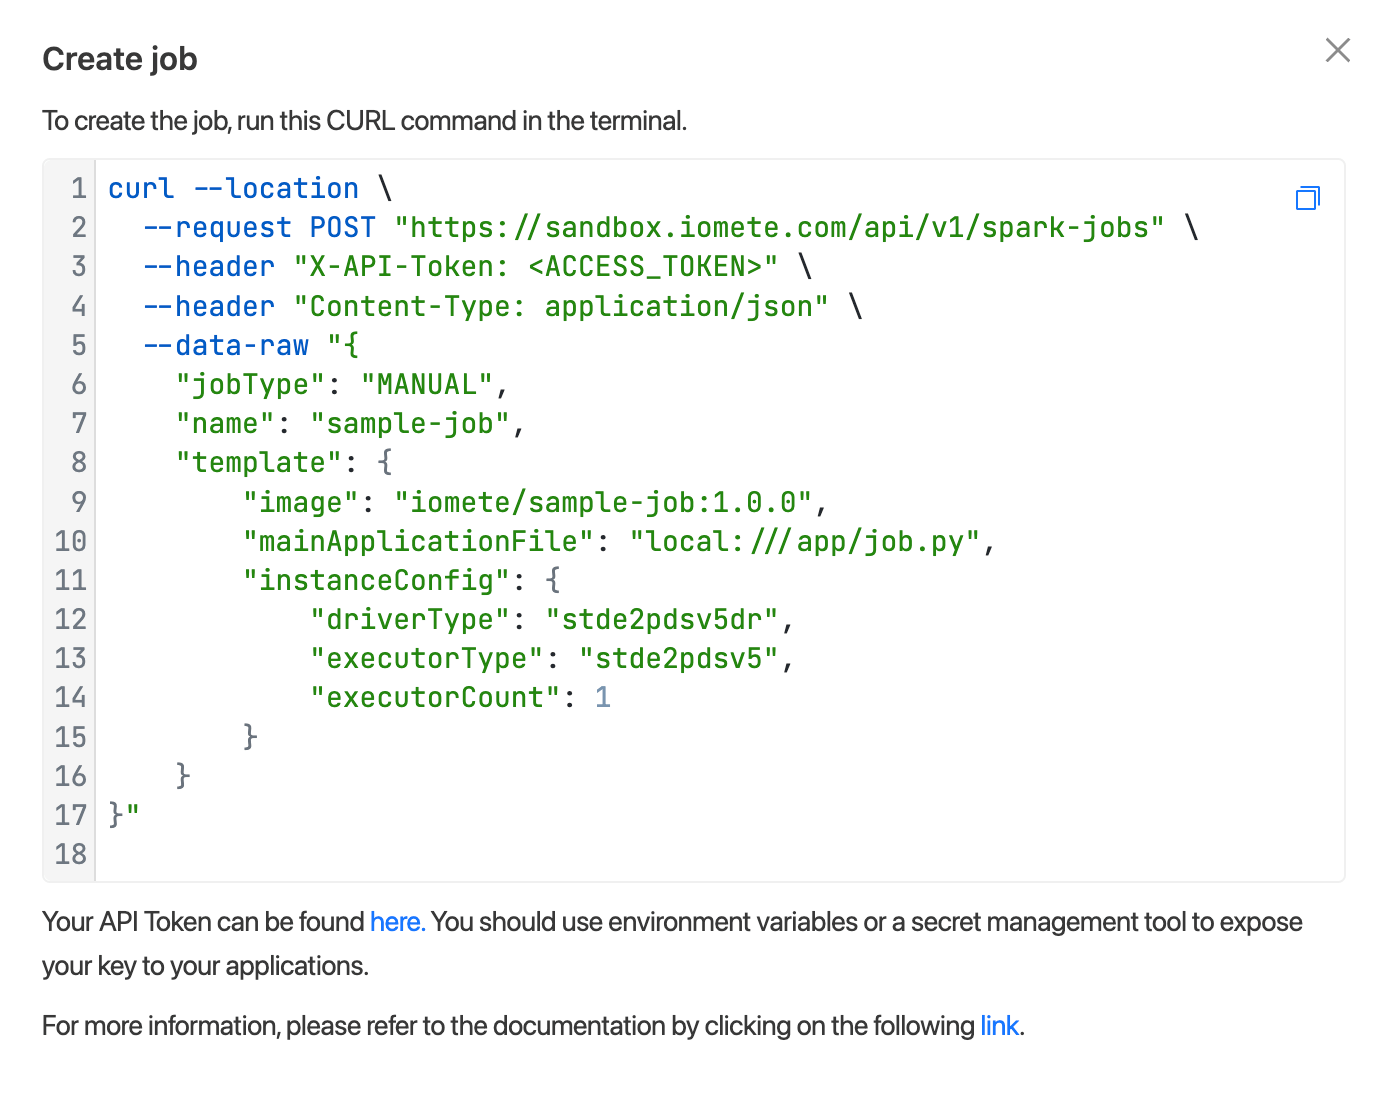 Create job
To create the job, run this CURL command in the terminal.
1 curl --location \
2 --request POST "https://sandbox.iomete.com/api/v1/spark-jobs" \
3 --header "X-API-Token: <ACCESS_TOKEN>" \
4 --header "Content-Type: application/json" \
5 --data-raw "{
6 "jobType": "MANUAL",
7 "name": "sample-job",
8 "template": {
9 "image": "iomete/sample-job:1.0.0",
10 "mainApplicationFile": "local:///app/job.py",
11 "instanceConfig": {
12 "driverType": "stde2pdsv5dr",
13 "executorType": "stde2pdsv5",
14 "executorCount": 1
15 }
16 }
17 }"
18
Your API Token can be found here. You should use environment variables or a secret management tool to expose
your key to your applications.
For more information, please refer to the documentation by clicking on the following link.